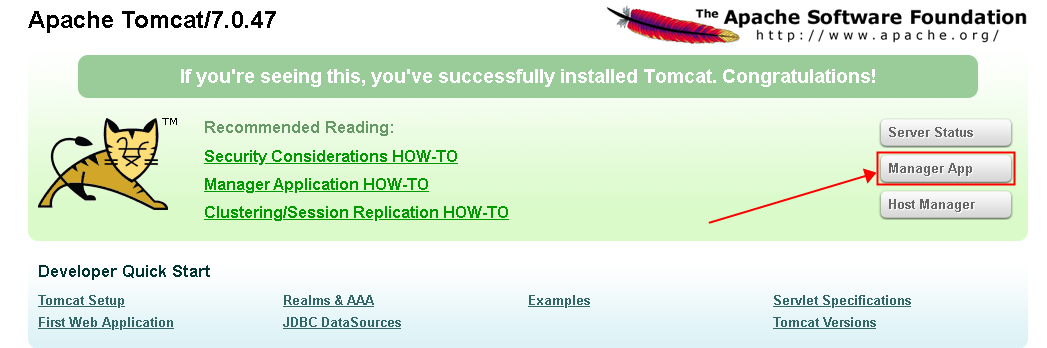 Apache Tomcat/7.0.47
The Apache Software Foundation
http://www.apache.org/
If you're seeing this, you've successfully installed Tomcat. Congratulations!
TM
Recommended Reading:
Security Considerations HOW-TO
Manager Application HOW-TO
Clustering/Session Replication HOW-TO
Server Status
Manager App
Host Manager
Developer Quick Start
Tomcat Setup
First Web Application
Realms & AAA
JDBC DataSources
Examples
Servlet Specifications
Tomcat Versions